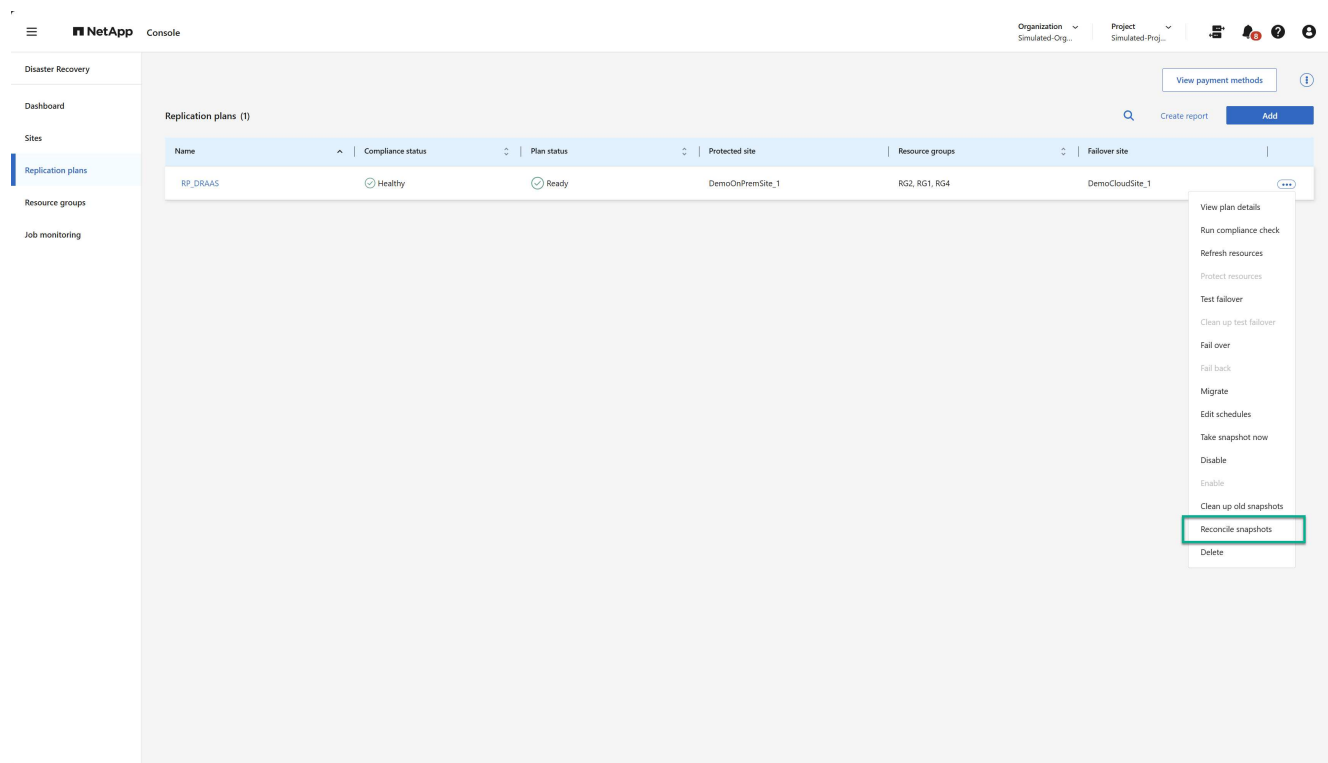 NetApp Console
Organization
Simulated-Org...
Project
Simulated-Proj...
8
Disaster Recovery
Dashboard
Sites
Replication plans
Resource groups
Job monitoring
View payment methods
Replication plans (1)
Create report
Add
Name Compliance status Plan status Protected site Resource groups Failover site
RP_DRAAS Healthy Ready DemoOnPremSite_1 RG2, RG1, RG4 DemoCloudSite_1
View plan details
Run compliance check
Refresh resources
Protect resources
Test failover
Clean up test failover
Fail over
Fail back
Migrate
Edit schedules
Take snapshot now
Disable
Enable
Clean up old snapshots
Reconcile snapshots
Delete